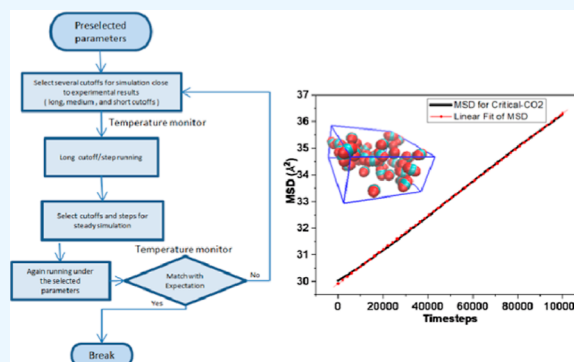 Preselected
parameters
Select several cutoffs for simulation close
to experimental results
( long, medium , and short cutoffs )
Temperature monitor
Long cutoff/step running
Select cutoffs and steps for
steady simulation
Temperature monitor
Again running under
the selected
parameters
Match with
Expectation
No
Yes
Break
MSD for Critical-CO2
Linear Fit of MSD
MSD (Å²)
37
36
35
34
33
32
31
30
0
20000
40000
60000
80000
100000
Timesteps